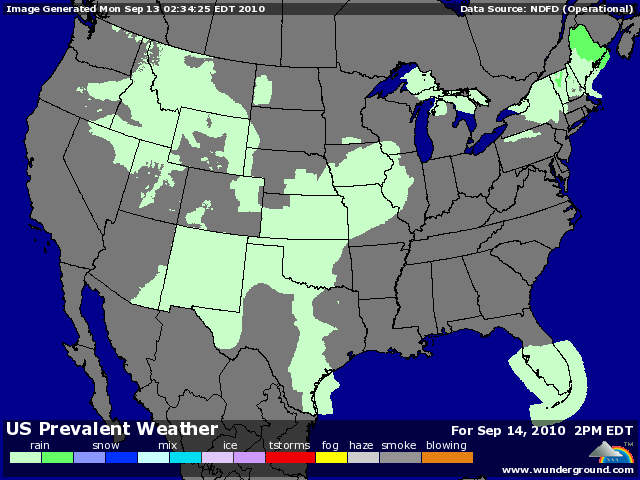 Image Generated Mon Sep 13 02:34:25 EDT 2010
Data Source: NDFD (Operational)
US Prevalent Weather
For Sep 14, 2010 2PM EDT
rain snow mix ice tstorms fog haze smoke blowing
www.wunderground.com